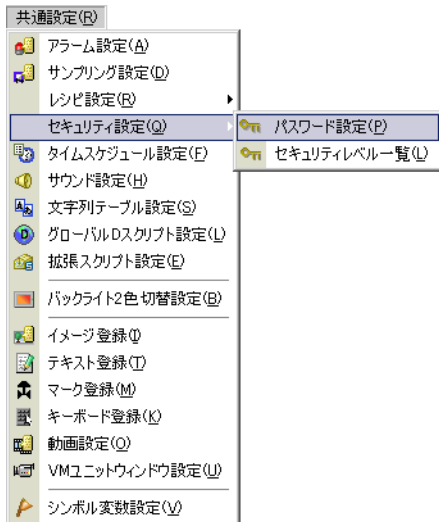 共通設定(R)
アラーム設定(A)
サンプリング設定(D)
レシピ設定(R)
セキュリティ設定(Q)
パスワード設定(P)
タイムスケジュール設定(F)
セキュリティレベル一覧(L)
サウンド設定(H)
文字列テーブル設定(S)
グローバルDスクリプト設定(L)
拡張スクリプト設定(E)
バックライト2色切替設定(B)
イメージ登録(I)
テキスト登録(T)
マーク登録(M)
キーボード登録(K)
動画設定(O)
VMユニットウィンドウ設定(U)
シンボル変数設定(V)